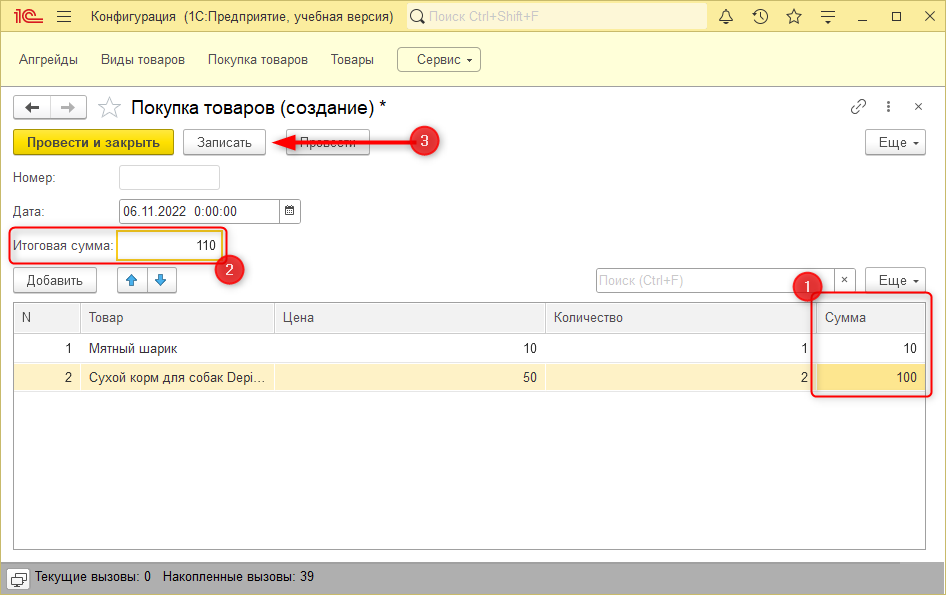 1С Конфигурация (1С:Предприятие, учебная версия) Поиск Ctrl+Shift+F
Апгрейды Виды товаров Покупка товаров Товары Сервис
Покупка товаров (создание) *
Провести и закрыть Записать Провести 3 Еще
Номер:
Дата: 06.11.2022 0:00:00
Итоговая сумма: 110
2
Добавить Поиск (Ctrl+F) × 1 Еще
N Товар Цена Количество Сумма
1 Мятный шарик 10 1 10
2 Сухой корм для собак Depi... 50 2 100
Текущие вызовы: 0 Накопленные вызовы: 39